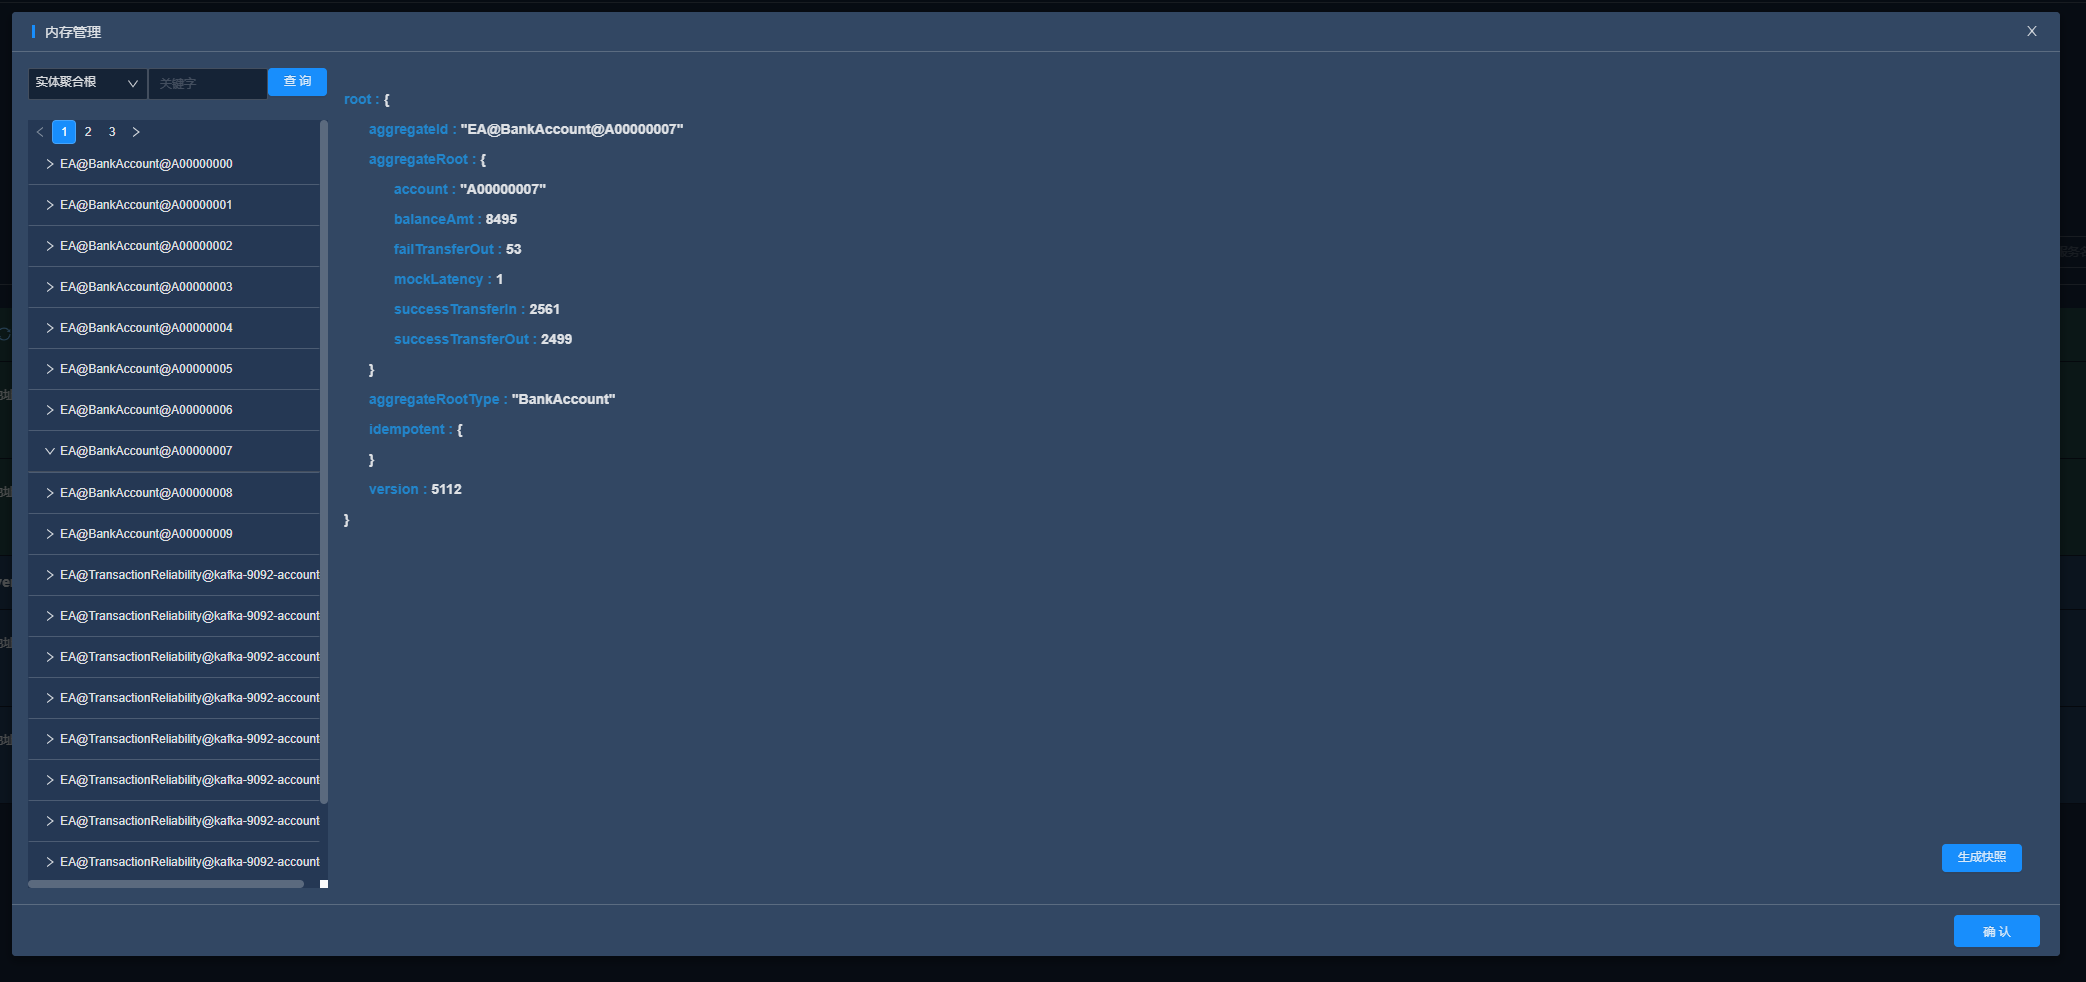 内存管理
X
实体聚合根
关键字
查 询
1 2 3
EA@BankAccount@A00000000
EA@BankAccount@A00000001
EA@BankAccount@A00000002
EA@BankAccount@A00000003
EA@BankAccount@A00000004
EA@BankAccount@A00000005
EA@BankAccount@A00000006
EA@BankAccount@A00000007
EA@BankAccount@A00000008
EA@BankAccount@A00000009
EA@TransactionReliability@kafka-9092-account
EA@TransactionReliability@kafka-9092-account
EA@TransactionReliability@kafka-9092-account
EA@TransactionReliability@kafka-9092-account
EA@TransactionReliability@kafka-9092-account
EA@TransactionReliability@kafka-9092-account
EA@TransactionReliability@kafka-9092-account
EA@TransactionReliability@kafka-9092-account
root : {
aggregateId : "EA@BankAccount@A00000007"
aggregateRoot : {
account : "A00000007"
balanceAmt : 8495
failTransferOut : 53
mockLatency : 1
successTransferIn : 2561
successTransferOut : 2499
}
aggregateRootType : "BankAccount"
idempotent : {
}
version : 5112
}
生成快照
确 认